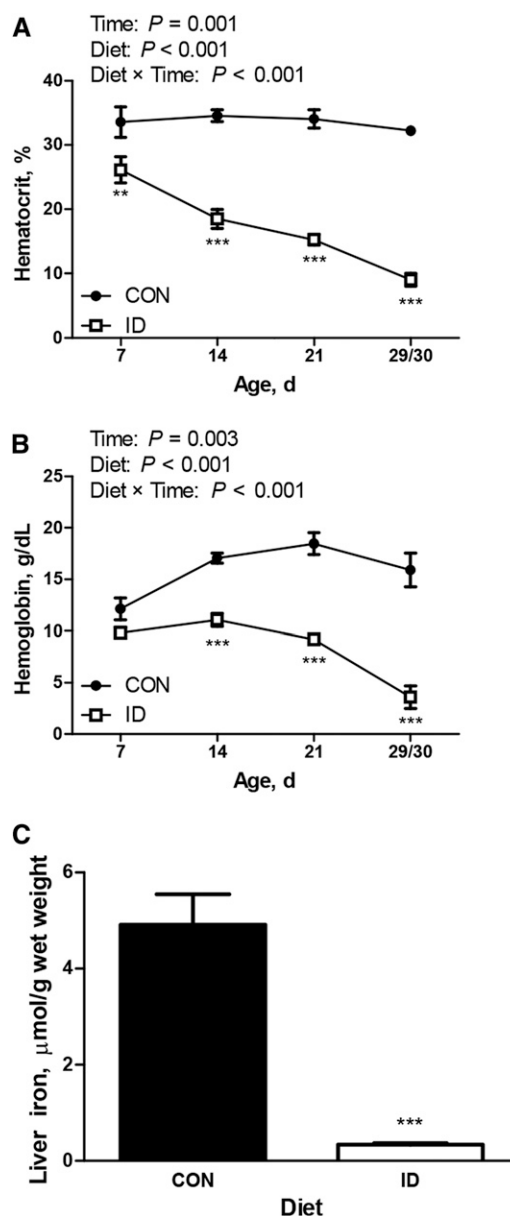 A
Time: P = 0.001
Diet: P < 0.001
Diet × Time: P < 0.001
40
30
20
10
0
Hematocrit, %
**
***
***
***
CON
ID
7 14 21 29/30
Age, d
B
Time: P = 0.003
Diet: P < 0.001
Diet × Time: P < 0.001
25
20
15
10
5
0
Hemoglobin, g/dL
***
***
***
CON
ID
7 14 21 29/30
Age, d
C
6
4
2
0
Liver iron, μmol/g wet weight
***
CON ID
Diet